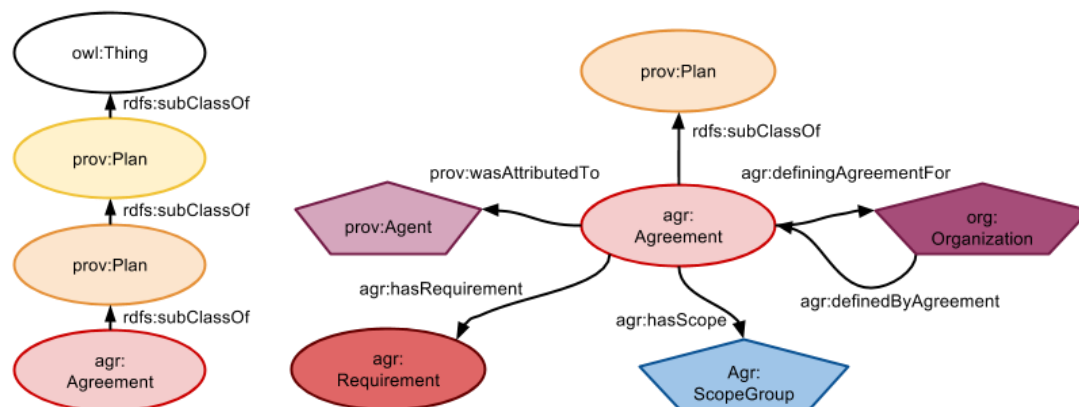 owl:Thing
rdfs:subClassOf
prov:Plan
rdfs:subClassOf
prov:Plan
rdfs:subClassOf
agr:
Agreement
prov:Plan
rdfs:subClassOf
prov:wasAttributedTo
agr:definingAgreementFor
prov:Agent
agr:
Agreement
org:
Organization
agr:hasRequirement
agr:definedByAgreement
agr:hasScope
agr:
Requirement
Agr:
ScopeGroup